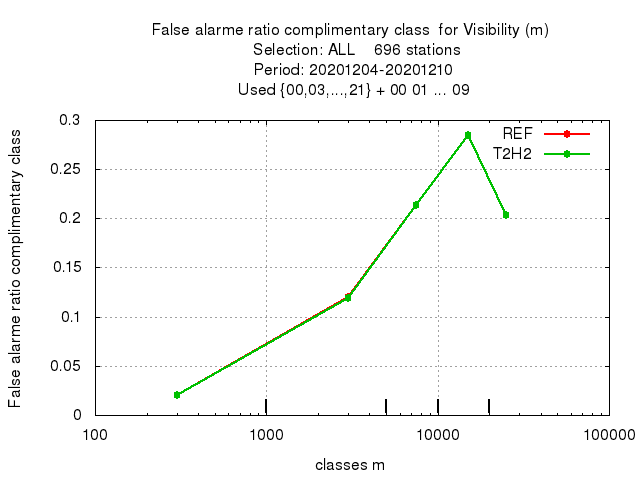 False alarme ratio complimentary class for Visibility (m)
Selection: ALL 696 stations
Period: 20201204-20201210
Used {00,03,...,21} + 00 01 ... 09
False alarme ratio complimentary class
0.3
0.25
0.2
0.15
0.1
0.05
0
REF
T2H2
100
1000
10000
100000
classes m